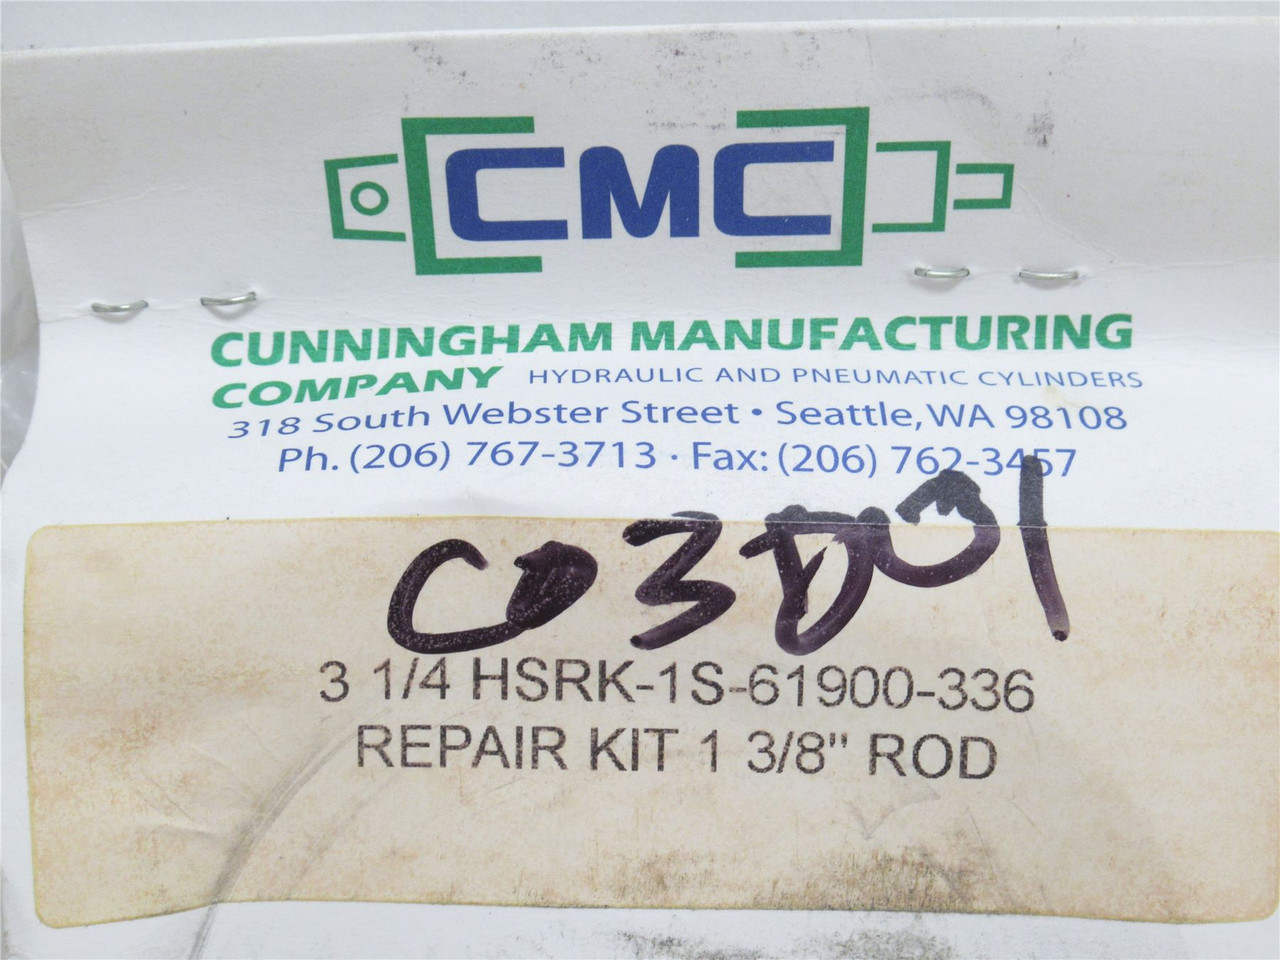 CMC
CUNNINGHAM MANUFACTURING
COMPANY HYDRAULIC AND PNEUMATIC CYLINDERS
318 South Webster Street • Seattle, WA 98108
Ph. (206) 767-3713 · Fax: (206) 762-3457
C03D01
3 1/4 HSRK-1S-61900-336
REPAIR KIT 1 3/8" ROD